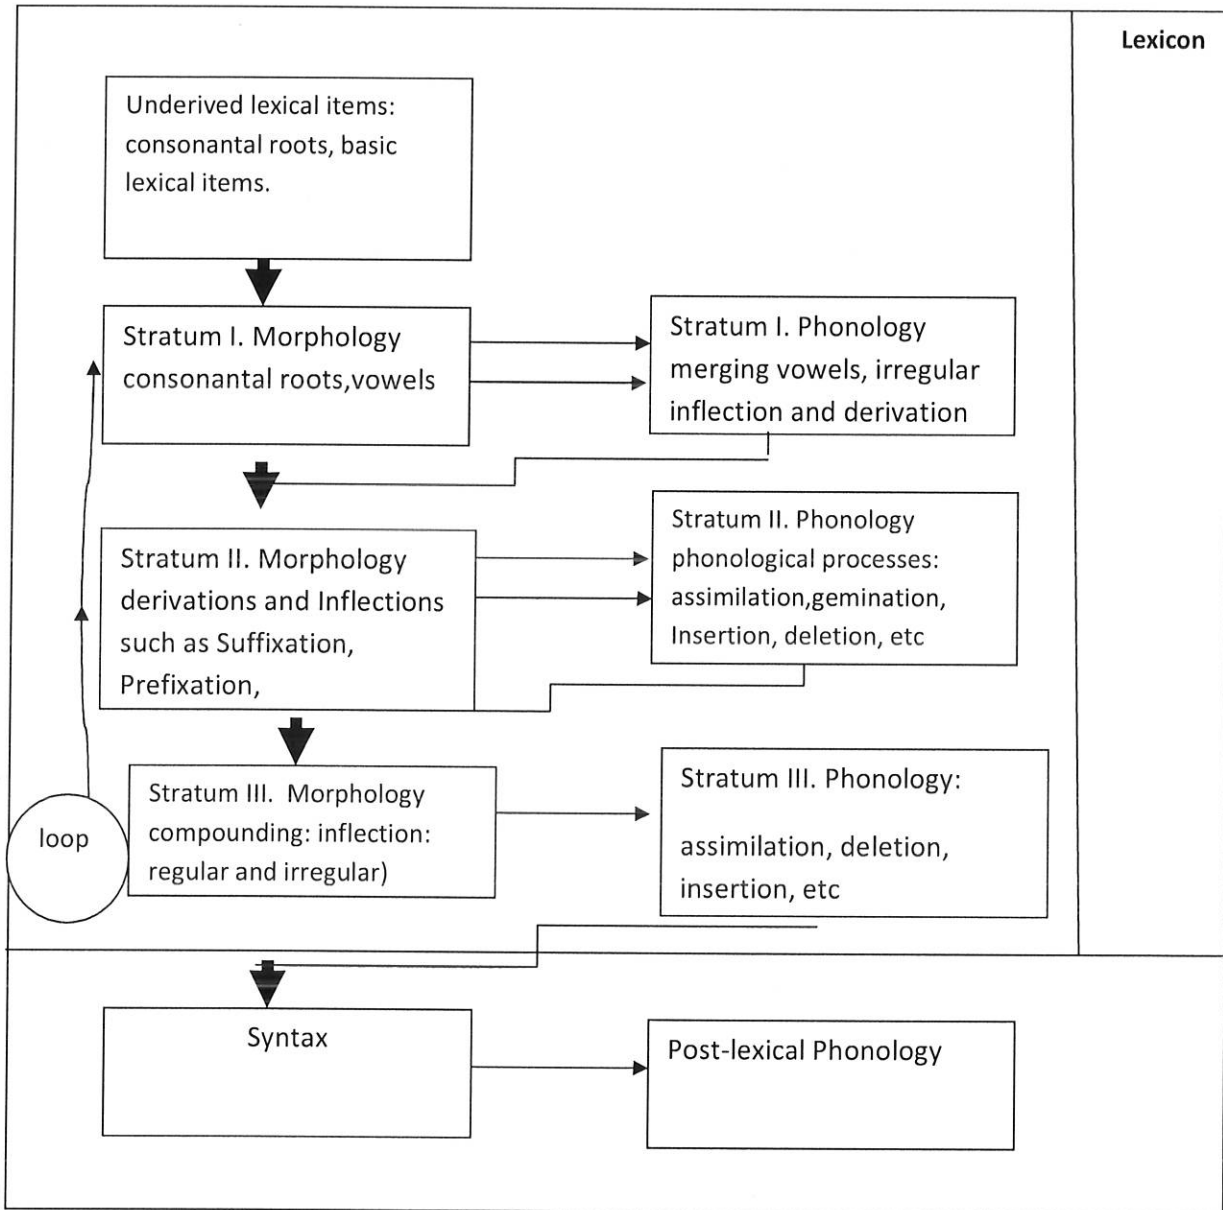 Lexicon
Underived lexical items:
consonantal roots, basic
lexical items.
Stratum I. Morphology
consonantal roots,vowels
Stratum I. Phonology
merging vowels, irregular
inflection and derivation
Stratum II. Morphology
derivations and Inflections
such as Suffixation,
Prefixation,
Stratum II. Phonology
phonological processes:
assimilation,gemination,
Insertion, deletion, etc
loop
Stratum III. Morphology
compounding: inflection:
regular and irregular)
Stratum III. Phonology:
assimilation, deletion,
insertion, etc
Syntax
Post-lexical Phonology